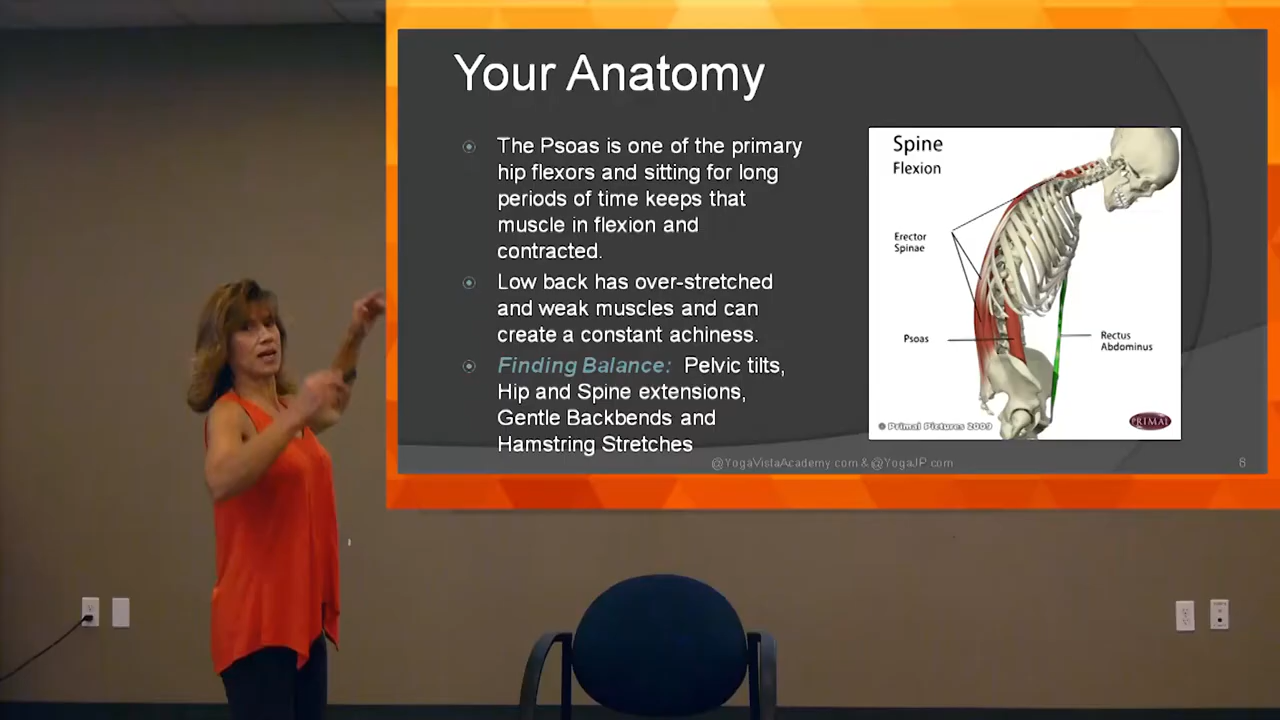 Your Anatomy
The Psoas is one of the primary
hip flexors and sitting for long
periods of time keeps that
muscle in flexion and
contracted.
Low back has over-stretched
and weak muscles and can
create a constant achiness.
Finding Balance: Pelvic tilts,
Hip and Spine extensions,
Gentle Backbends and
Hamstring Stretches
Spine
Flexion
Erector
Spinae
Psoas
Rectus
Abdominus
© Primal Pictures 2009
PRIMAL
@YogaVistaAcademy.com & @YogaJP.com
6